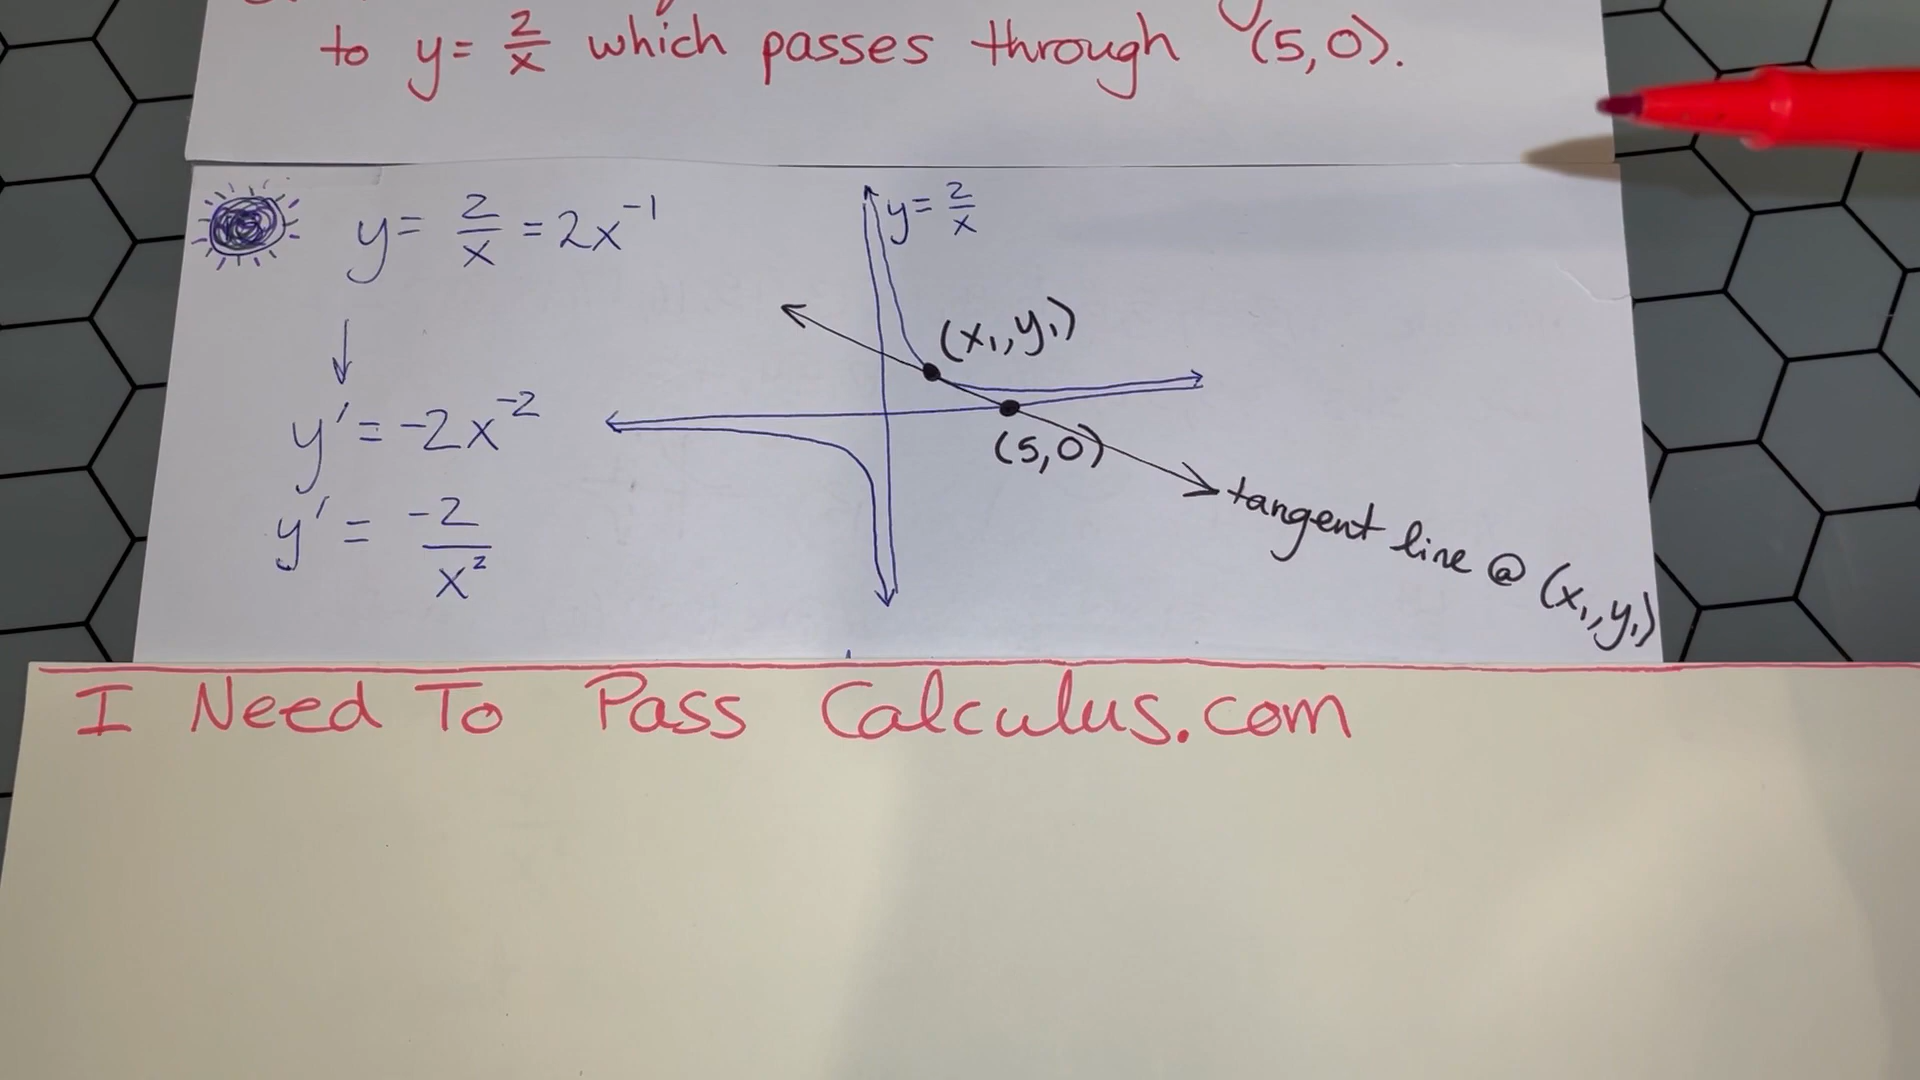 to y = 2/x which passes through (5,0).
y = 2/x = 2x⁻¹
↓
y' = -2x⁻²
y' = -2/x²
y = 2/x
(x₁, y₁)
(5,0)
tangent line @ (x₁, y₁)
I Need To Pass Calculus.com